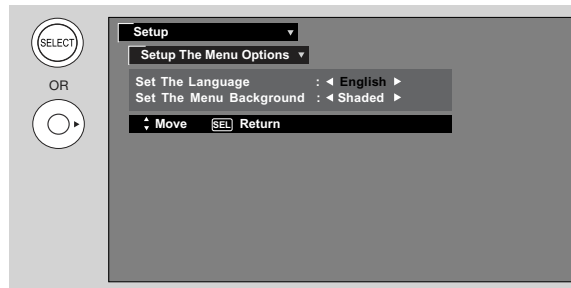 SELECT
OR
Setup ▼
Setup The Menu Options ▼
Set The Language : ◀ English ▶
Set The Menu Background : ◀ Shaded ▶
Move SEL Return